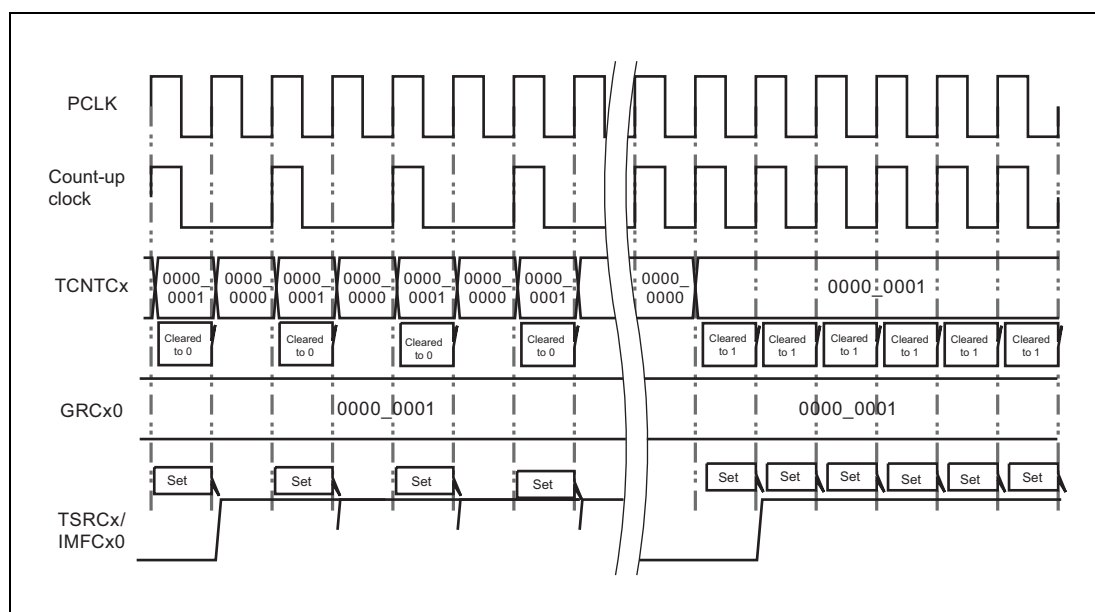 PCLK
Count-up
clock
TCNTCx
0000_
0001
0000_
0000
0000_
0001
0000_
0000
0000_
0001
0000_
0000
0000_
0001
0000_
0000
0000_0001
Cleared
to 0
Cleared
to 0
Cleared
to 0
Cleared
to 0
Cleared
to 1
Cleared
to 1
Cleared
to 1
Cleared
to 1
Cleared
to 1
Cleared
to 1
GRCx0
0000_0001
0000_0001
Set
Set
Set
Set
Set
Set
Set
Set
Set
Set
TSRCx/
IMFCx0